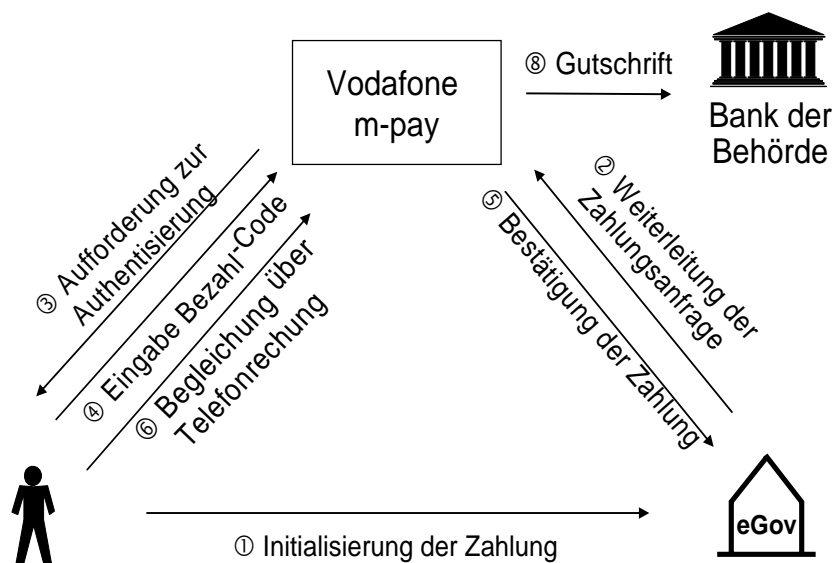 Vodafone
m-pay
⑧ Gutschrift
Bank der
Behörde
③ Aufforderung zur
Authentisierung
④ Eingabe Bezahl-Code
⑥ Begleichung über
Telefonrechung
② Weiterleitung der
Zahlungsanfrage
⑤ Bestätigung der Zahlung
eGov
① Initialisierung der Zahlung